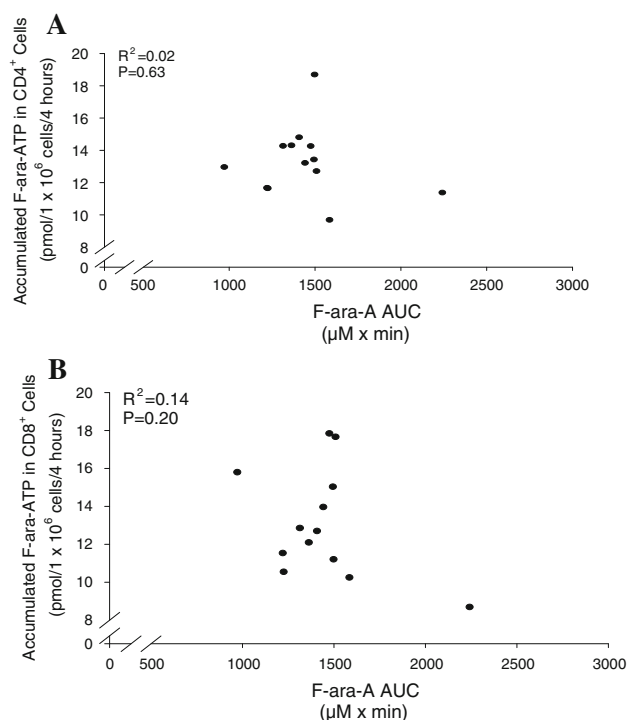 A
R²=0.02
P=0.63
Accumulated F-ara-ATP in CD4⁺ Cells
(pmol/1 x 10⁶ cells/4 hours)
20
18
16
14
12
10
8
0
0 500 1000 1500 2000 2500 3000
F-ara-A AUC
(µM x min)
B
R²=0.14
P=0.20
Accumulated F-ara-ATP in CD8⁺ Cells
(pmol/1 x 10⁶ cells/4 hours)
20
18
16
14
12
10
8
0
0 500 1000 1500 2000 2500 3000
F-ara-A AUC
(µM x min)